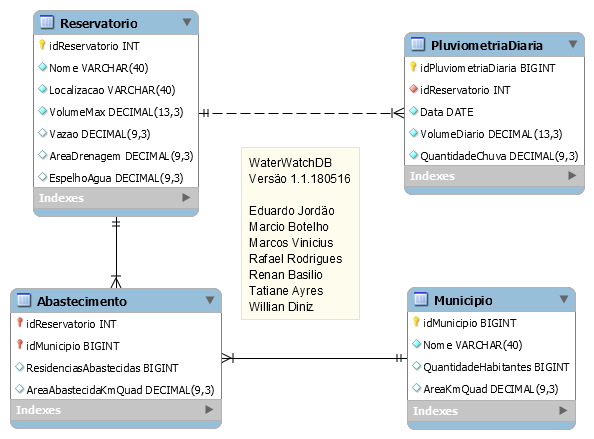 Reservatorio
idReservatorio INT
Nome VARCHAR(40)
Localizacao VARCHAR(40)
VolumeMax DECIMAL(13,3)
Vazao DECIMAL(9,3)
AreaDrenagem DECIMAL(9,3)
EspelhoAgua DECIMAL(9,3)
Indexes
PluviometriaDiaria
idPluviometriaDiaria BIGINT
idReservatorio INT
Data DATE
VolumeDiario DECIMAL(13,3)
QuantidadeChuva DECIMAL(9,3)
Indexes
WaterWatchDB
Versão 1.1.180516
Eduardo Jordão
Marcio Botelho
Marcos Vinicius
Rafael Rodrigues
Renan Basilio
Tatiane Ayres
Willian Diniz
Abastecimento
idReservatorio INT
idMunicipio BIGINT
ResidenciasAbastecidas BIGINT
AreaAbastecidaKmQuad DECIMAL(9,3)
Indexes
Municipio
idMunicipio BIGINT
Nome VARCHAR(40)
QuantidadeHabitantes BIGINT
AreaKmQuad DECIMAL(9,3)
Indexes